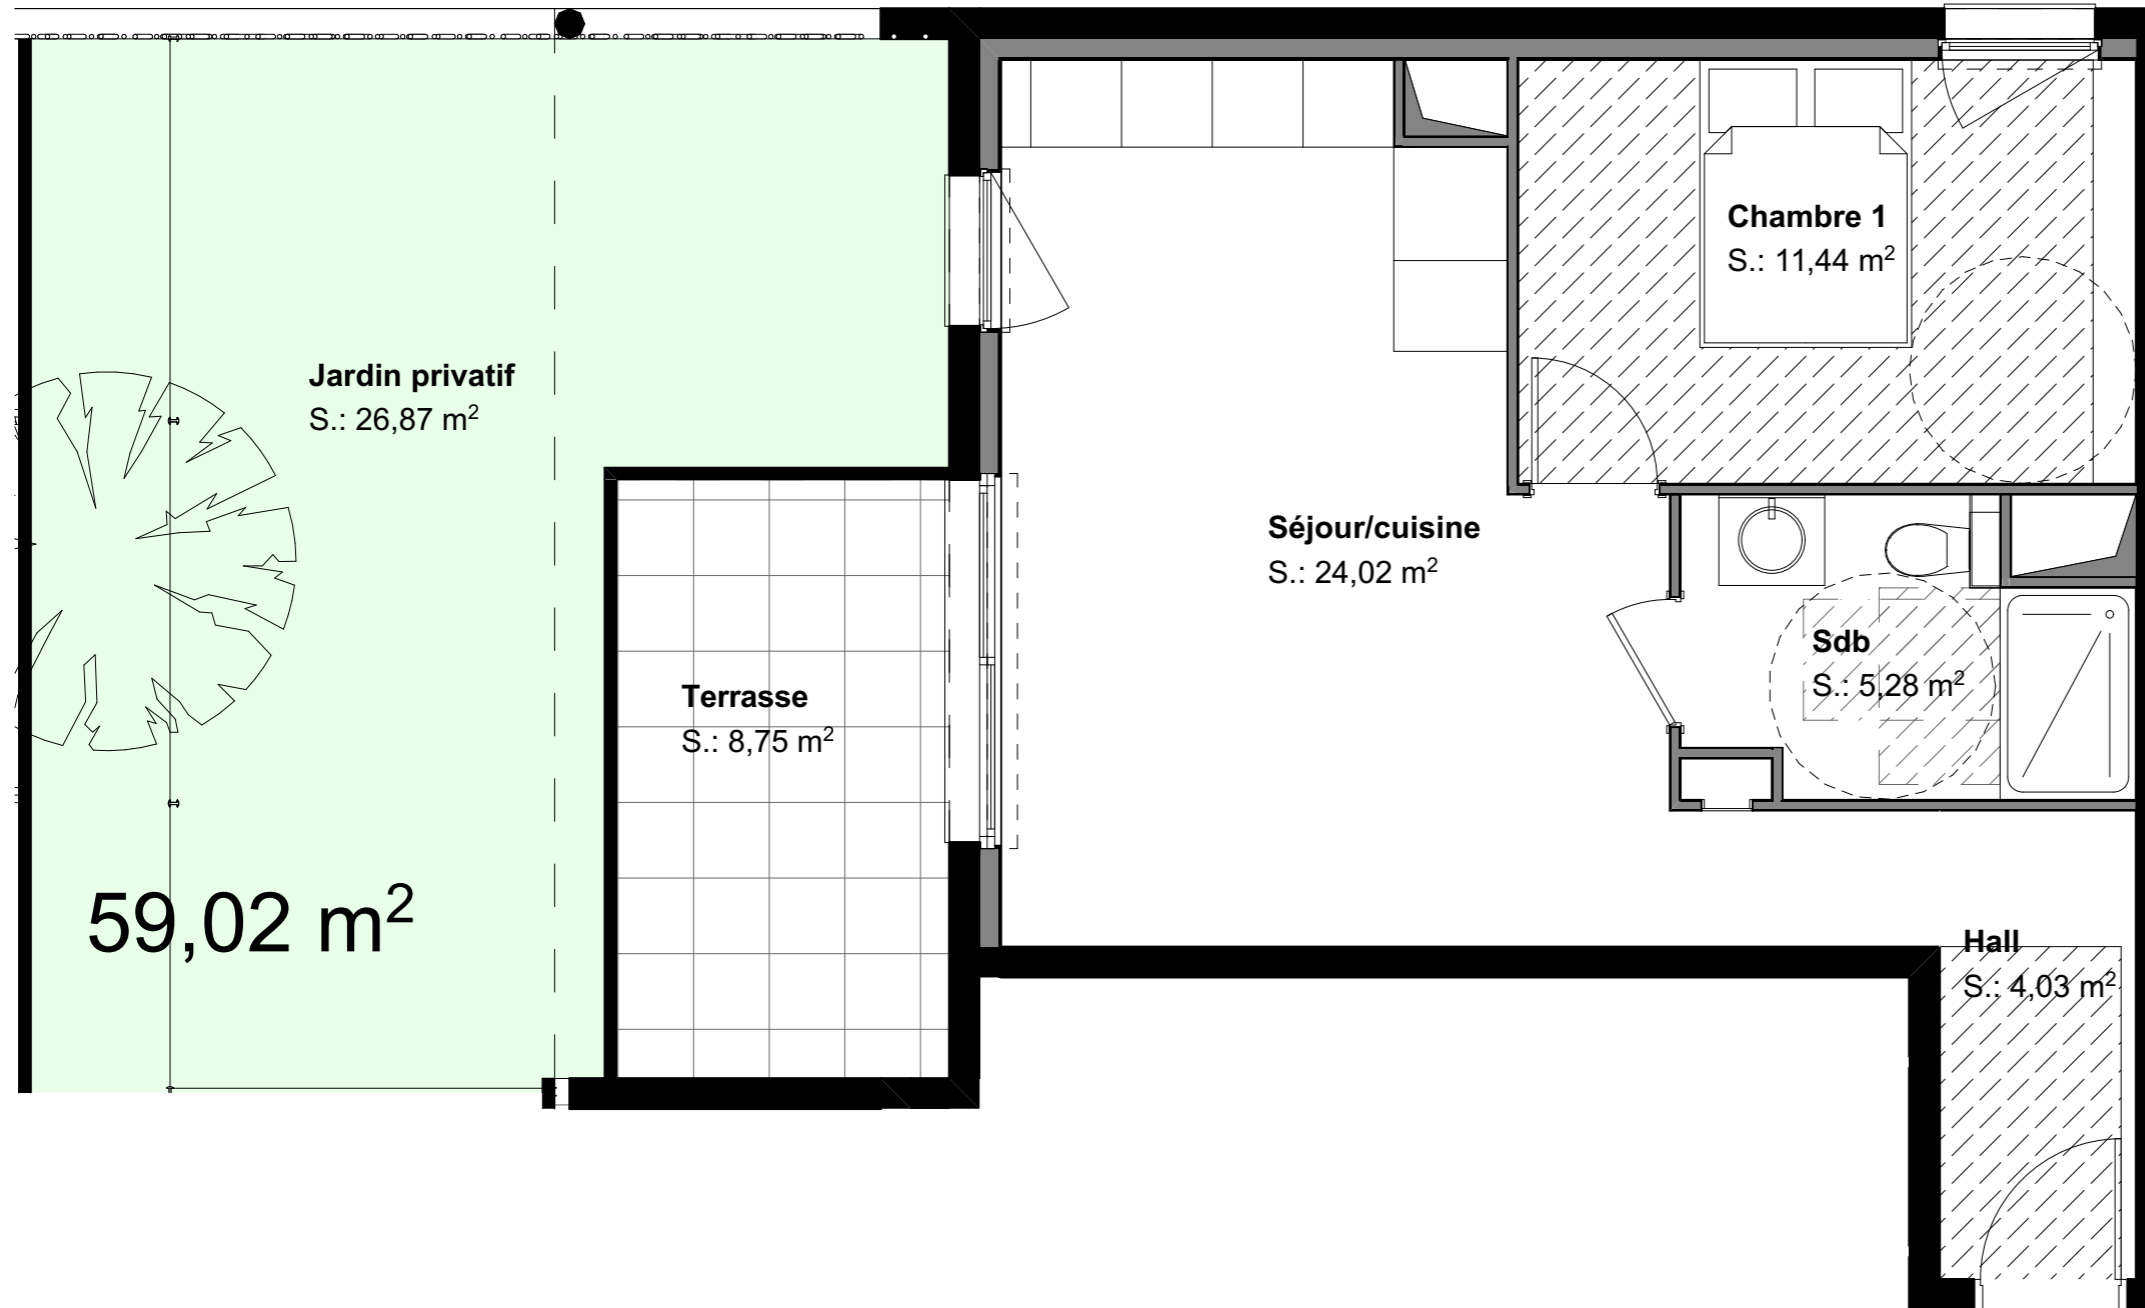 Chambre 1
S.: 11,44 m²
Jardin privatif
S.: 26,87 m²
Séjour/cuisine
S.: 24,02 m²
Sdb
S.: 5,28 m²
Terrasse
S.: 8,75 m²
59,02 m²
Hall
S.: 4,03 m²